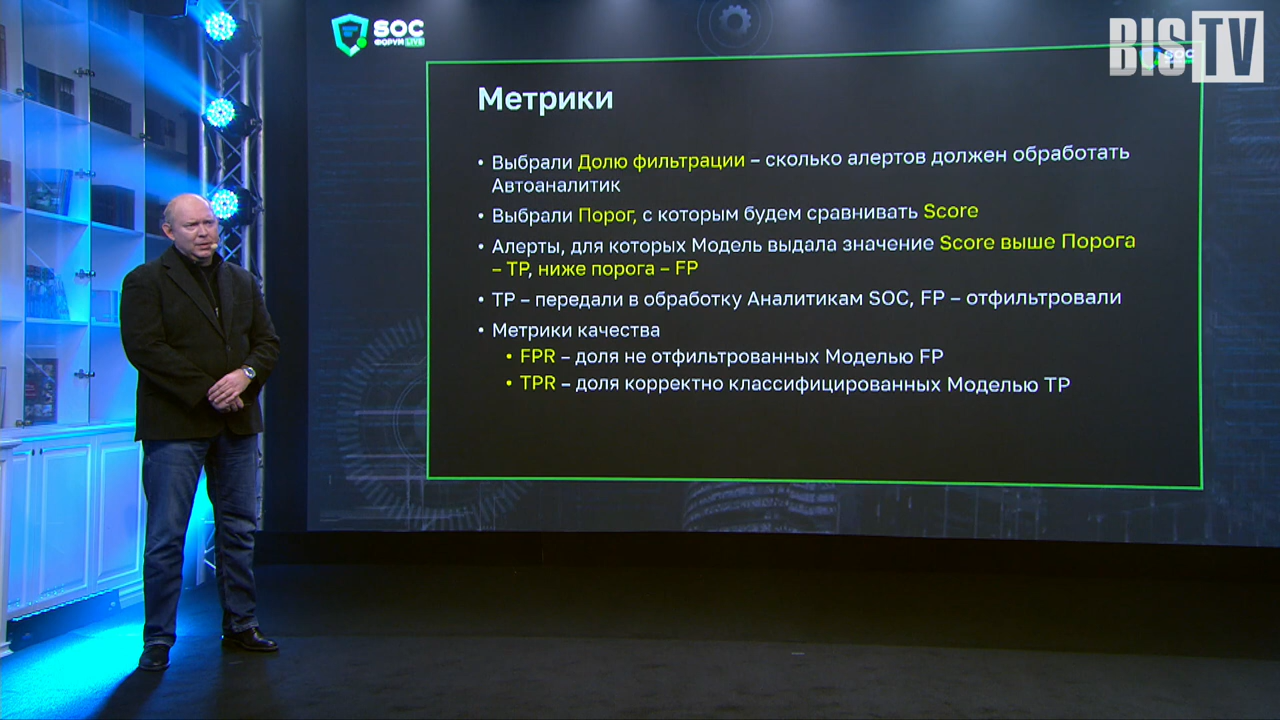 SOC
ФОРУМ LIVE
BIS TV
SOC
Метрики
• Выбрали Долю фильтрации – сколько алертов должен обработать
Автоаналитик
• Выбрали Порог, с которым будем сравнивать Score
• Алерты, для которых Модель выдала значение Score выше Порога
– TP, ниже порога – FP
• TP – передали в обработку Аналитикам SOC, FP – отфильтровали
• Метрики качества
• FPR – доля не отфильтрованных Моделью FP
• TPR – доля корректно классифицированных Моделью TP